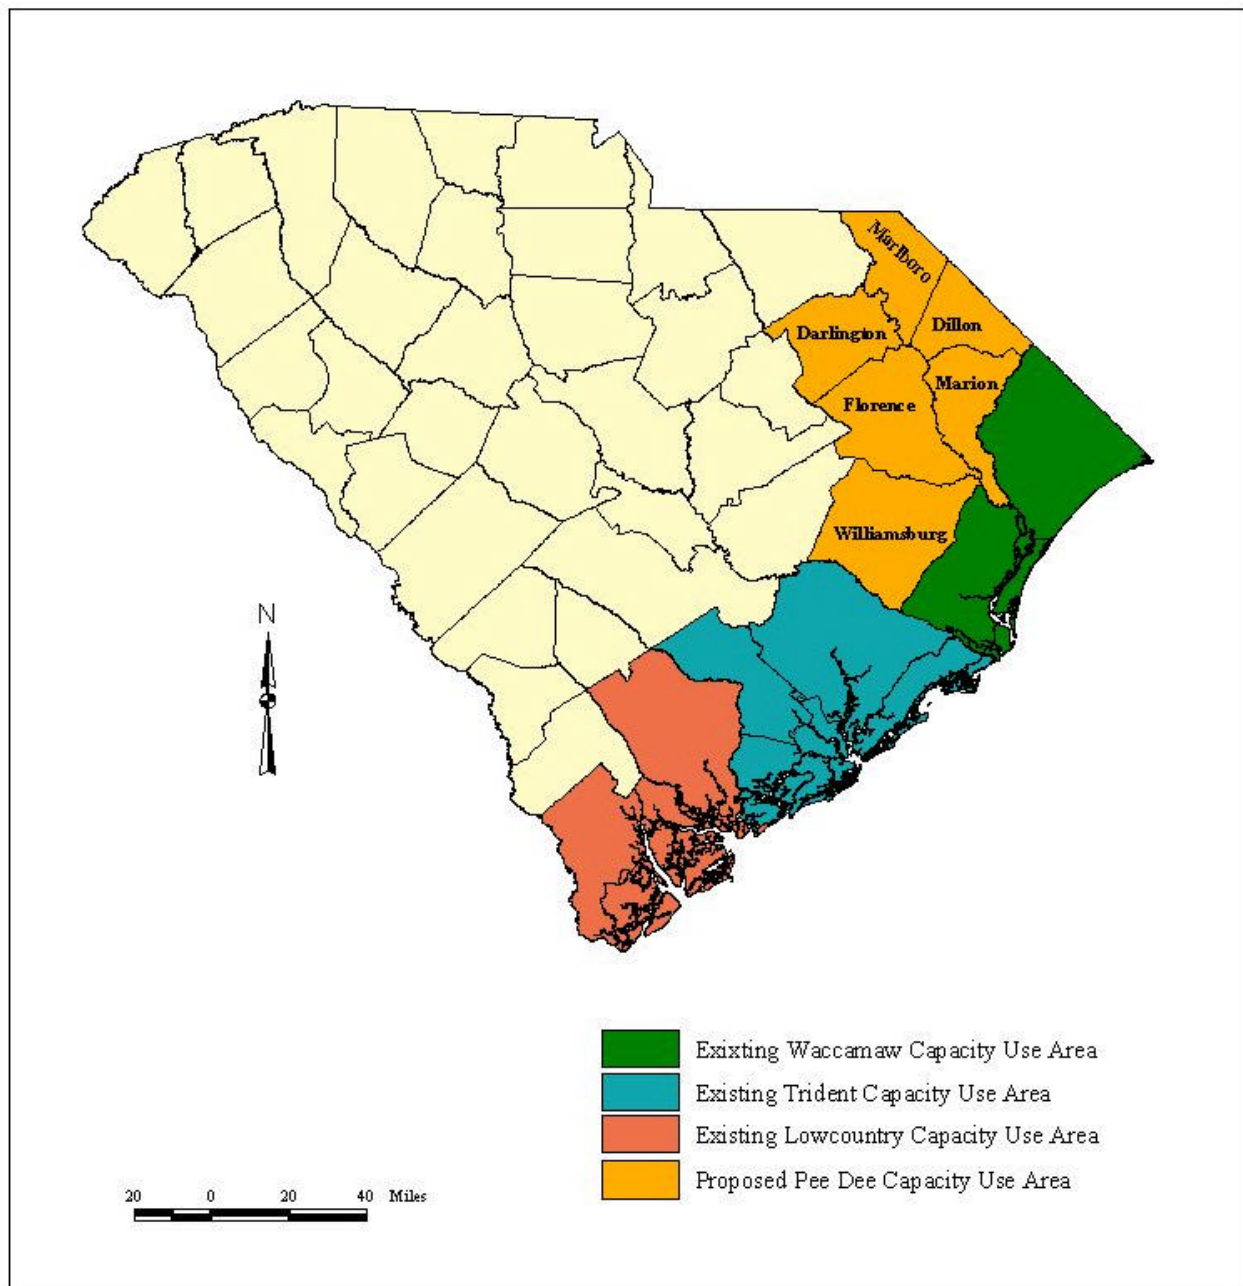 Marlboro
Darlington
Dillon
Marion
Florence
Williamsburg
N
Exixting Waccamaw Capacity Use Area
Existing Trident Capacity Use Area
Existing Lowcountry Capacity Use Area
Proposed Pee Dee Capacity Use Area
20 0 20 40 Miles